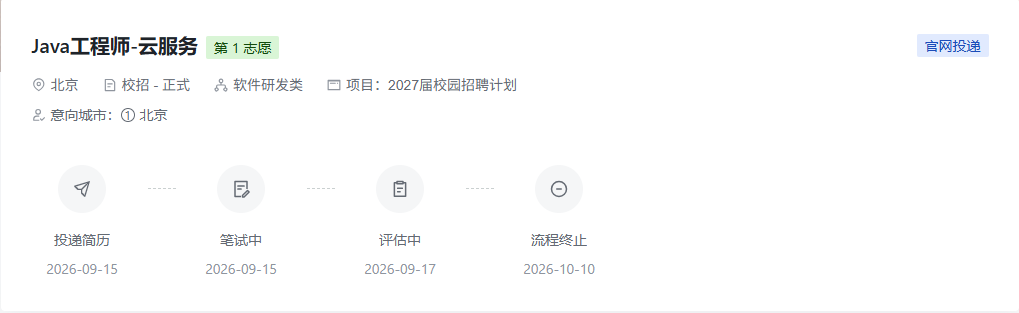 Java工程师-云服务 第 1 志愿 官网投递
北京 校招 - 正式 软件研发类 项目：2027届校园招聘计划
意向城市：① 北京
投递简历 笔试中 评估中 流程终止
2026-09-15 2026-09-15 2026-09-17 2026-10-10